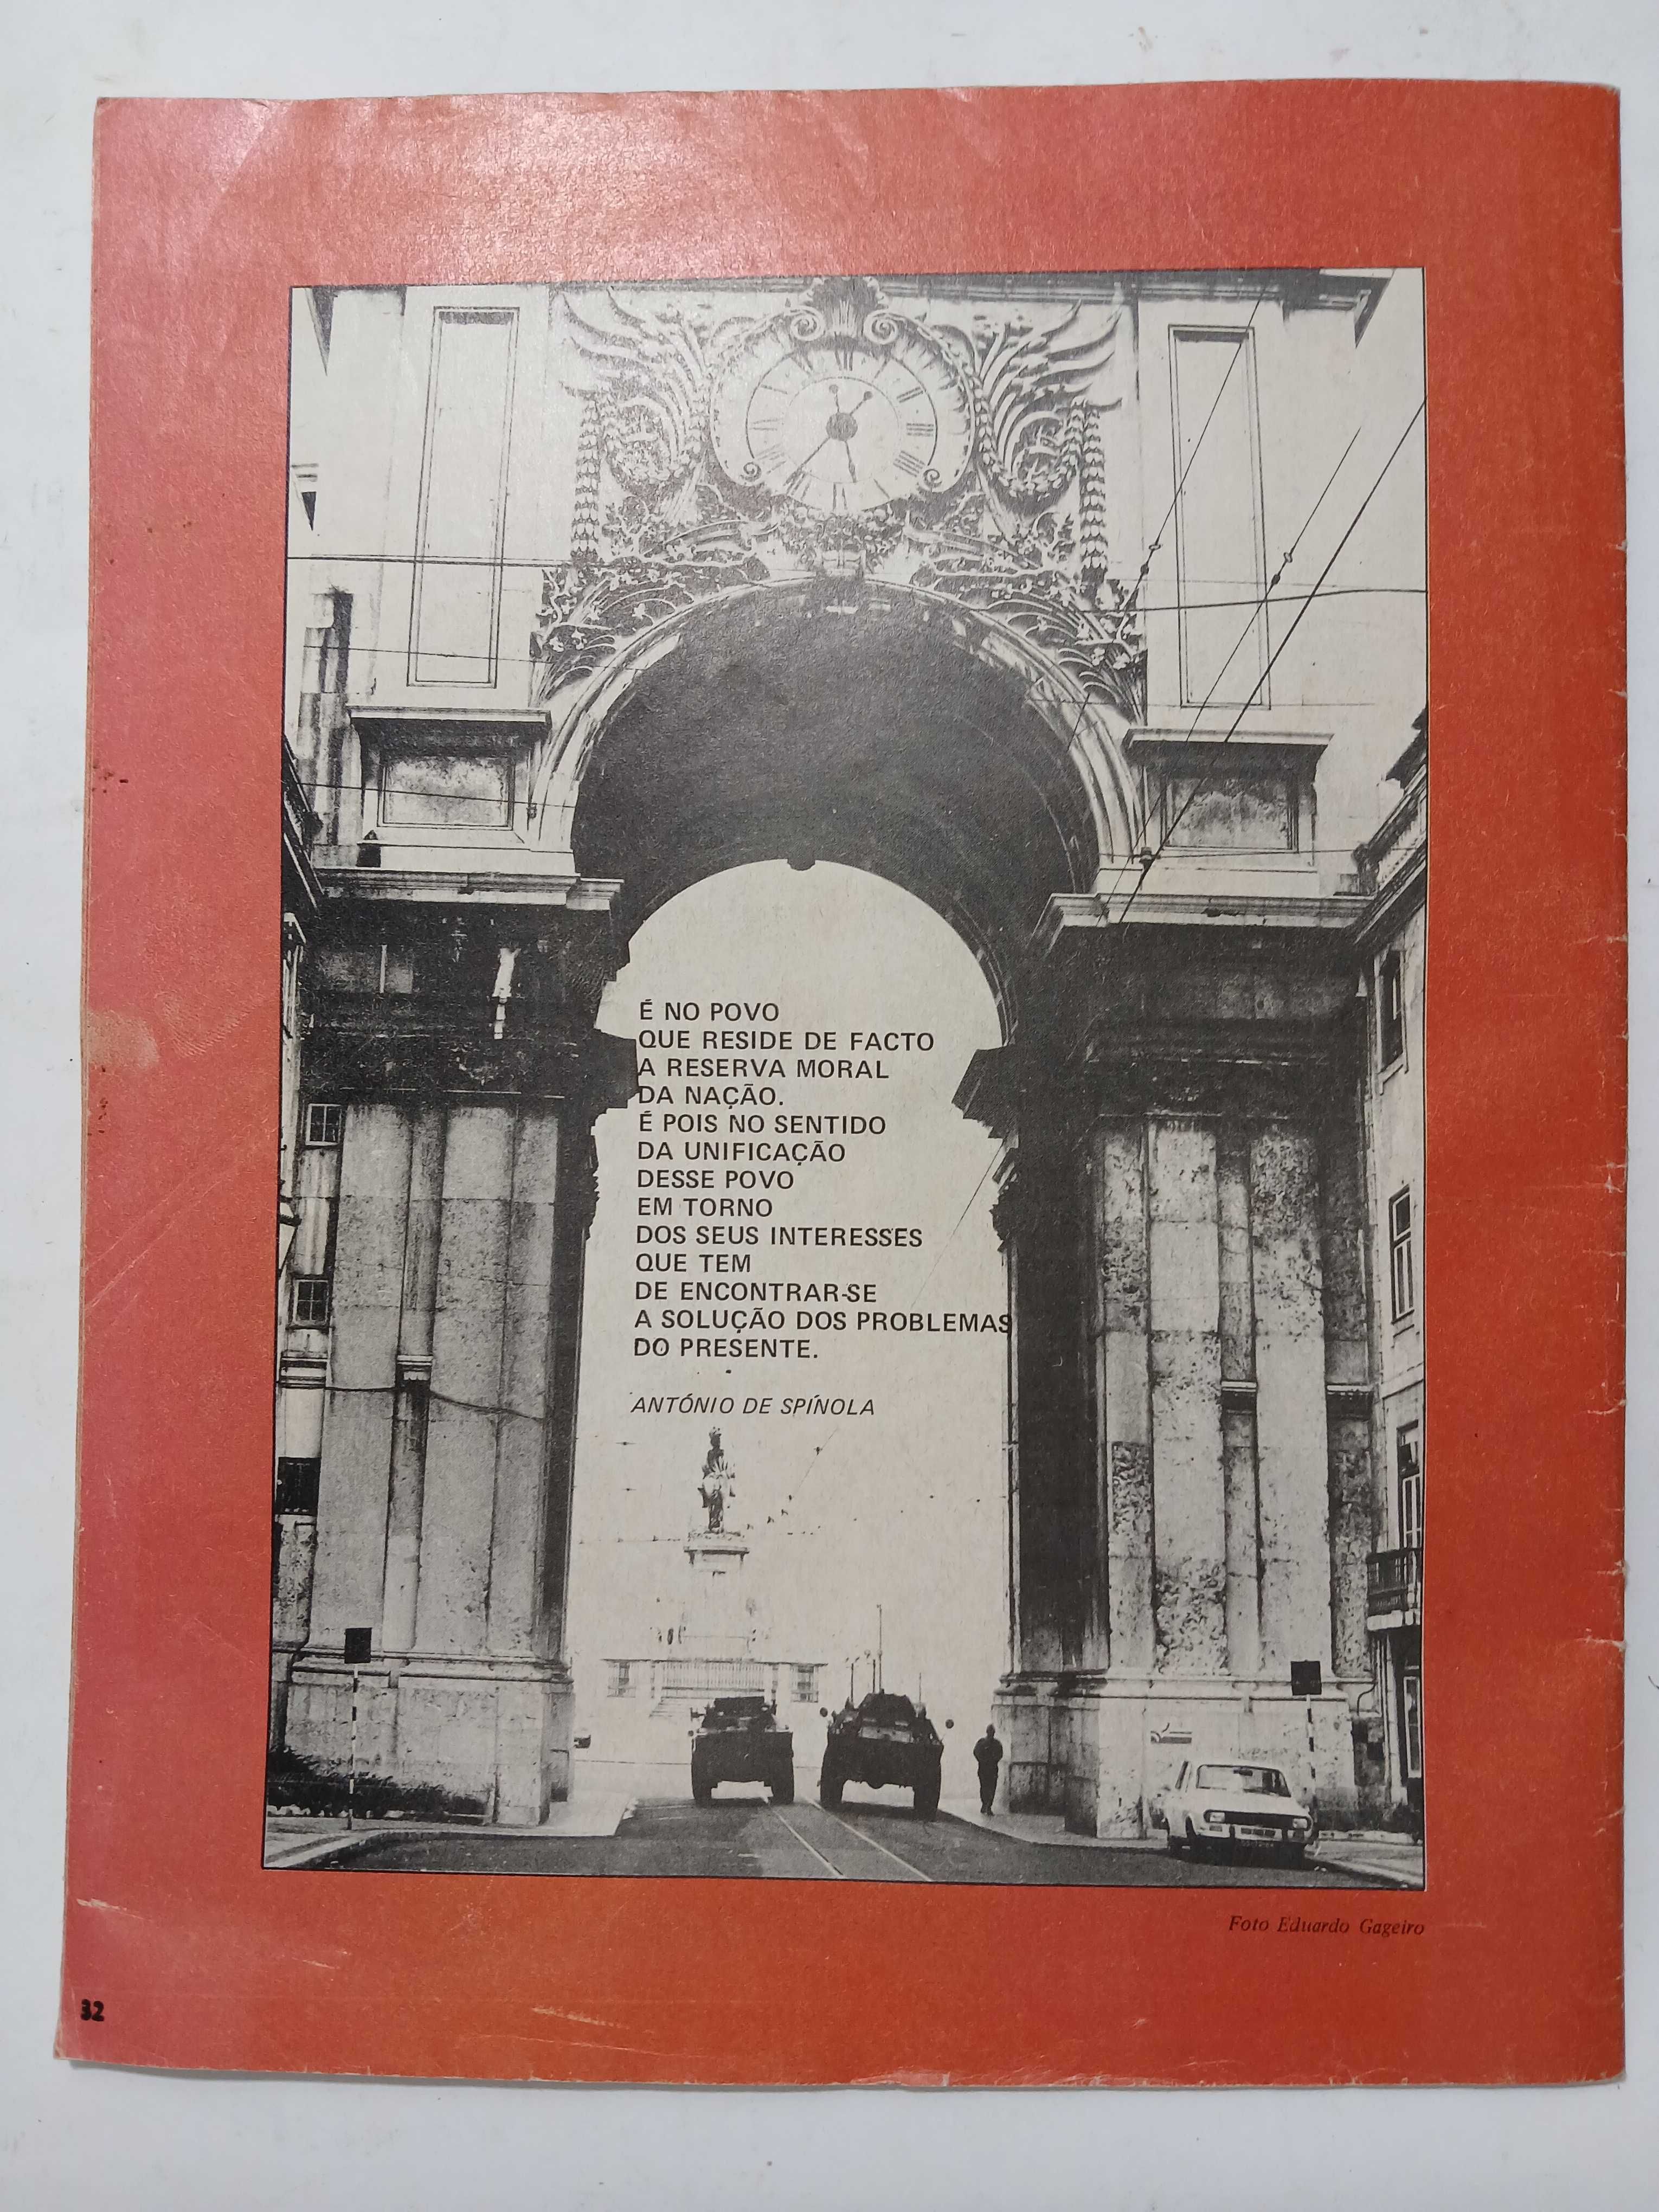 É NO POVO
QUE RESIDE DE FACTO
A RESERVA MORAL
DA NAÇÃO.
É POIS NO SENTIDO
DA UNIFICAÇÃO
DESSE POVO
EM TORNO
DOS SEUS INTERESSES
QUE TEM
DE ENCONTRAR-SE
A SOLUÇÃO DOS PROBLEMAS
DO PRESENTE.
ANTÓNIO DE SPÍNOLA
Foto Eduardo Gageiro
32